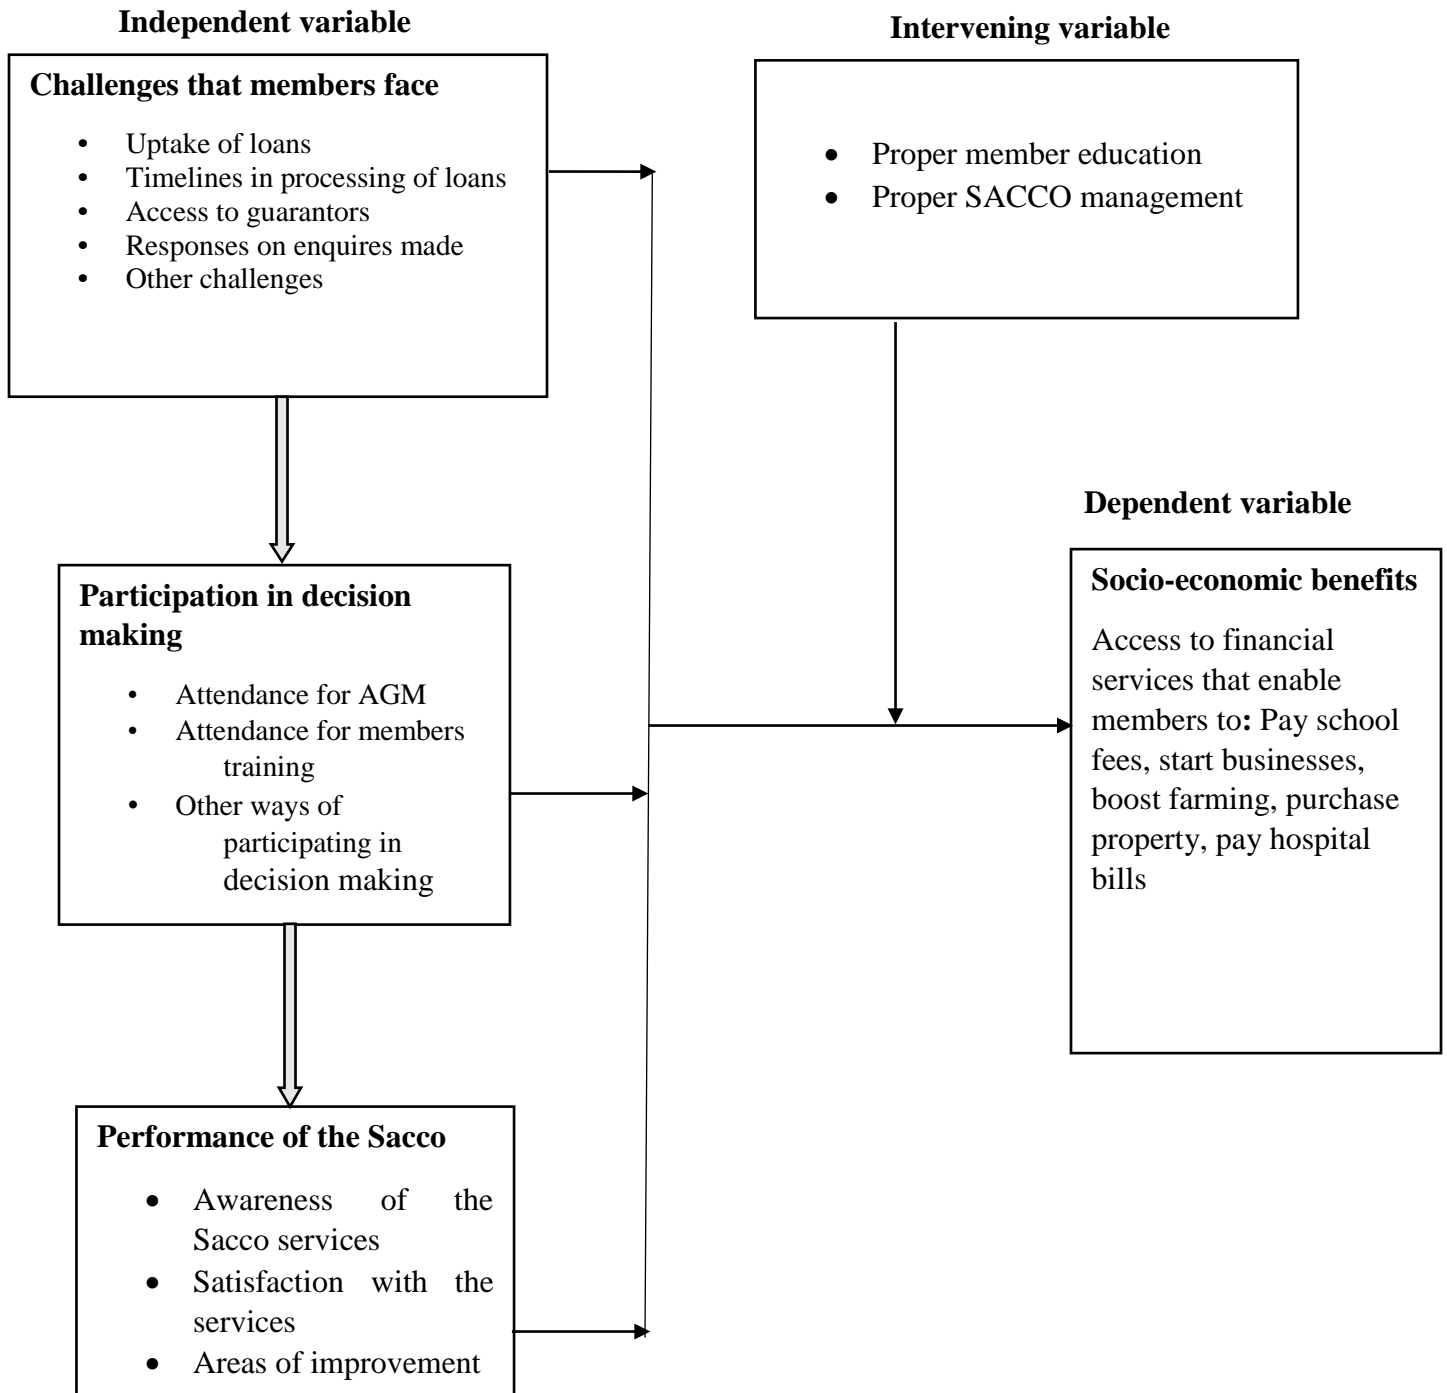 Independent variable
Challenges that members face
• Uptake of loans
• Timelines in processing of loans
• Access to guarantors
• Responses on enquires made
• Other challenges
Intervening variable
• Proper member education
• Proper SACCO management
Participation in decision
making
• Attendance for AGM
• Attendance for members
training
• Other ways of
participating in
decision making
Dependent variable
Socio-economic benefits
Access to financial
services that enable
members to: Pay school
fees, start businesses,
boost farming, purchase
property, pay hospital
bills
Performance of the Sacco
• Awareness of the
Sacco services
• Satisfaction with the
services
• Areas of improvement